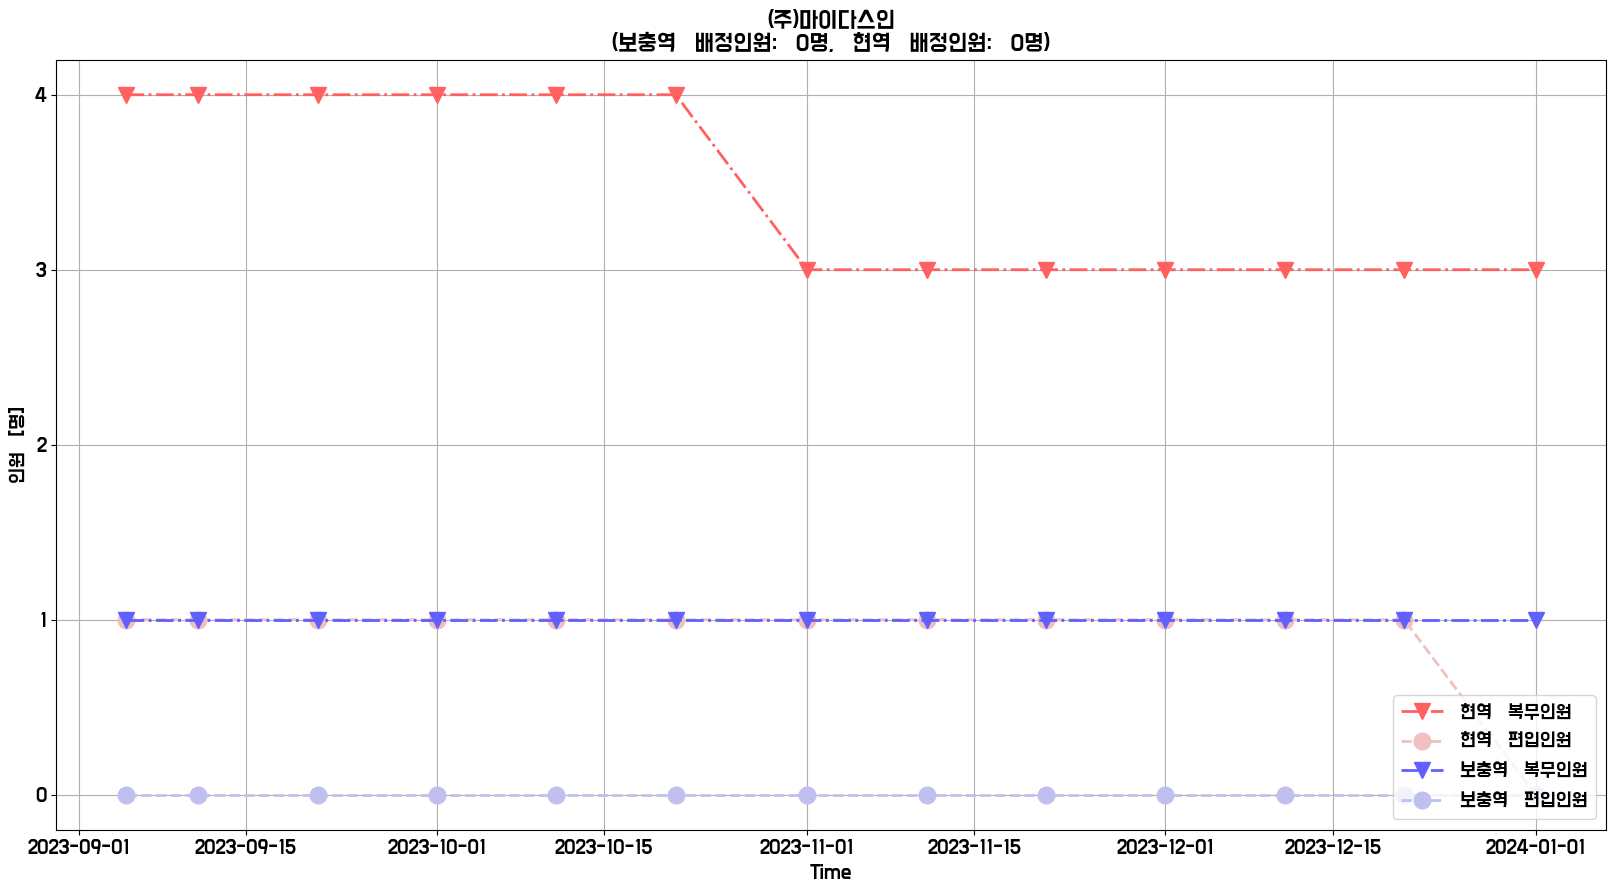 (주)마이다스인
(보충역 배정인원: 0명, 현역 배정인원: 0명)
인원 [명]
4
3
2
1
0
현역 복무인원
현역 편입인원
보충역 복무인원
보충역 편입인원
2023-09-01 2023-09-15 2023-10-01 2023-10-15 2023-11-01 2023-11-15 2023-12-01 2023-12-15 2024-01-01
Time